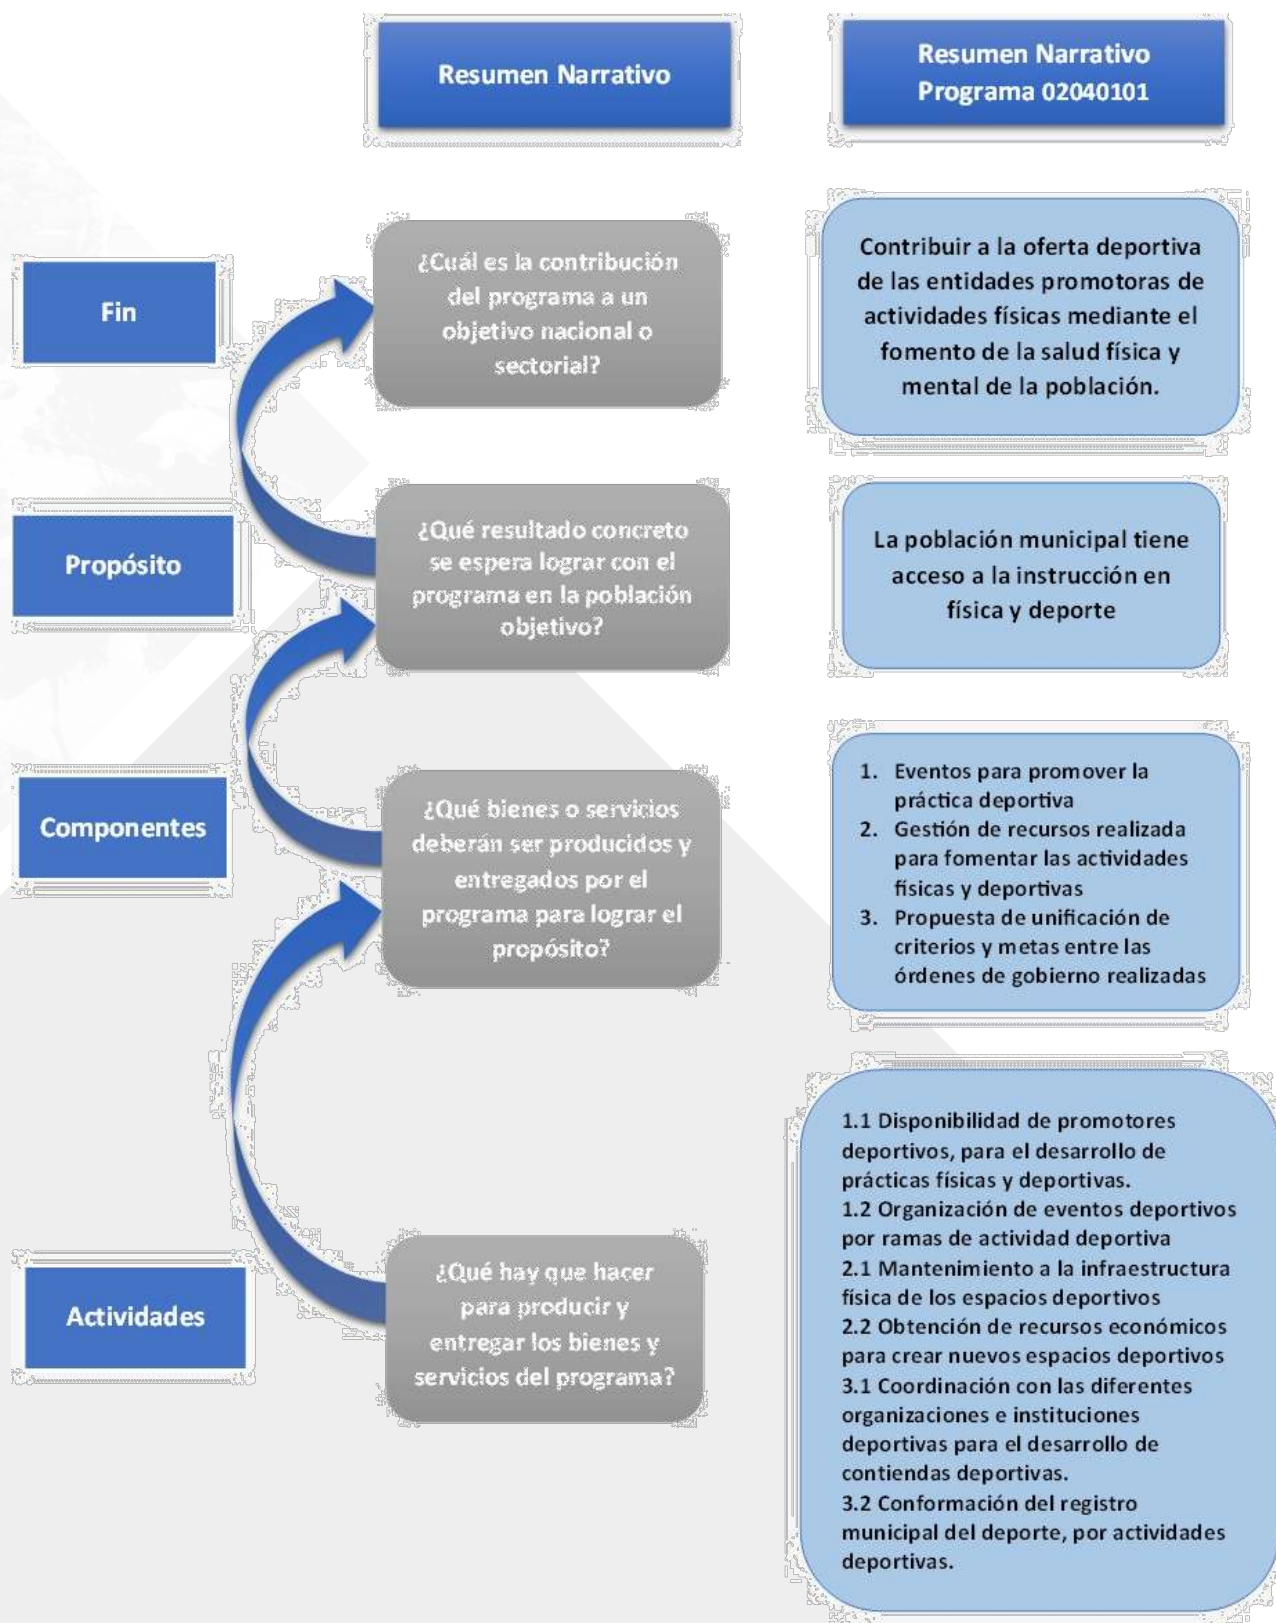 Resumen Narrativo
Resumen Narrativo
Programa 02040101
Fin
¿Cuál es la contribución
del programa a un
objetivo nacional o
sectorial?
Contribuir a la oferta deportiva
de las entidades promotoras de
actividades físicas mediante el
fomento de la salud física y
mental de la población.
Propósito
¿Qué resultado concreto
se espera lograr con el
programa en la población
objetivo?
La población municipal tiene
acceso a la instrucción en
física y deporte
Componentes
¿Qué bienes o servicios
deberán ser producidos y
entregados por el
programa para lograr el
propósito?
1. Eventos para promover la
práctica deportiva
2. Gestión de recursos realizada
para fomentar las actividades
físicas y deportivas
3. Propuesta de unificación de
criterios y metas entre las
órdenes de gobierno realizadas
Actividades
¿Qué hay que hacer
para producir y
entregar los bienes y
servicios del programa?
1.1 Disponibilidad de promotores
deportivos, para el desarrollo de
prácticas físicas y deportivas.
1.2 Organización de eventos deportivos
por ramas de actividad deportiva
2.1 Mantenimiento a la infraestructura
física de los espacios deportivos
2.2 Obtención de recursos económicos
para crear nuevos espacios deportivos
3.1 Coordinación con las diferentes
organizaciones e instituciones
deportivas para el desarrollo de
contiendas deportivas.
3.2 Conformación del registro
municipal del deporte, por actividades
deportivas.